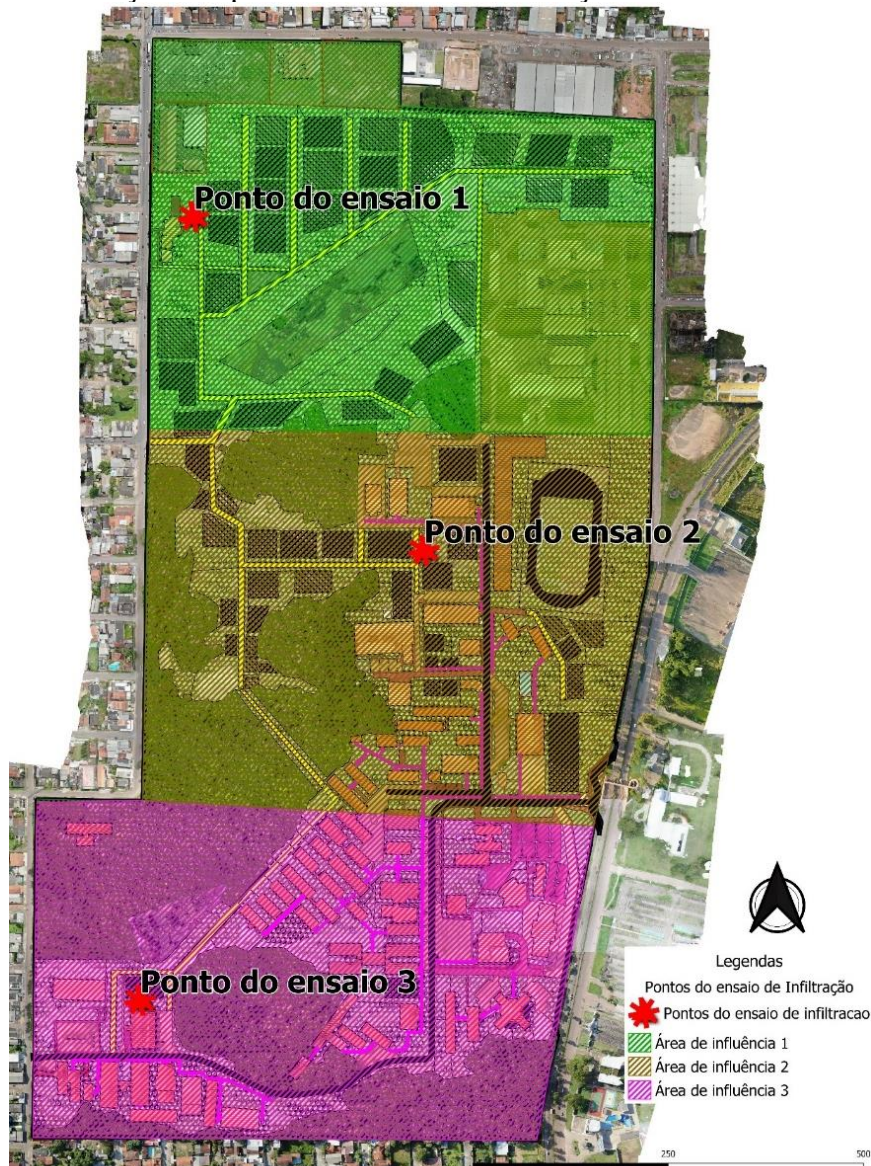 Ponto do ensaio 1
Ponto do ensaio 2
Ponto do ensaio 3
Legendas
Pontos do ensaio de Infiltração
Pontos do ensaio de infiltracao
Área de influência 1
Área de influência 2
Área de influência 3
250
500